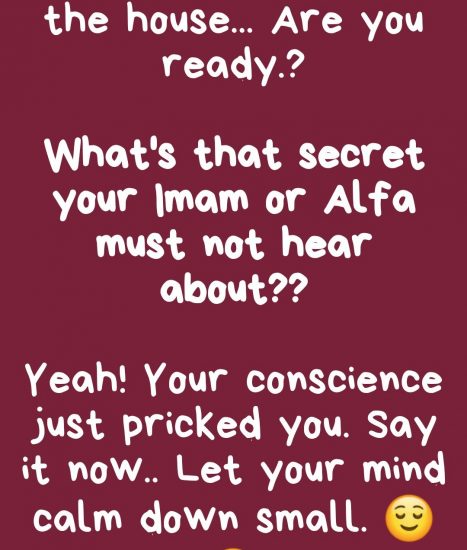 the house... Are you
ready.?
What's that secret
your Imam or Alfa
must not hear
about??
Yeah! Your conscience
just pricked you. Say
it now.. Let your mind
calm down small. 😌